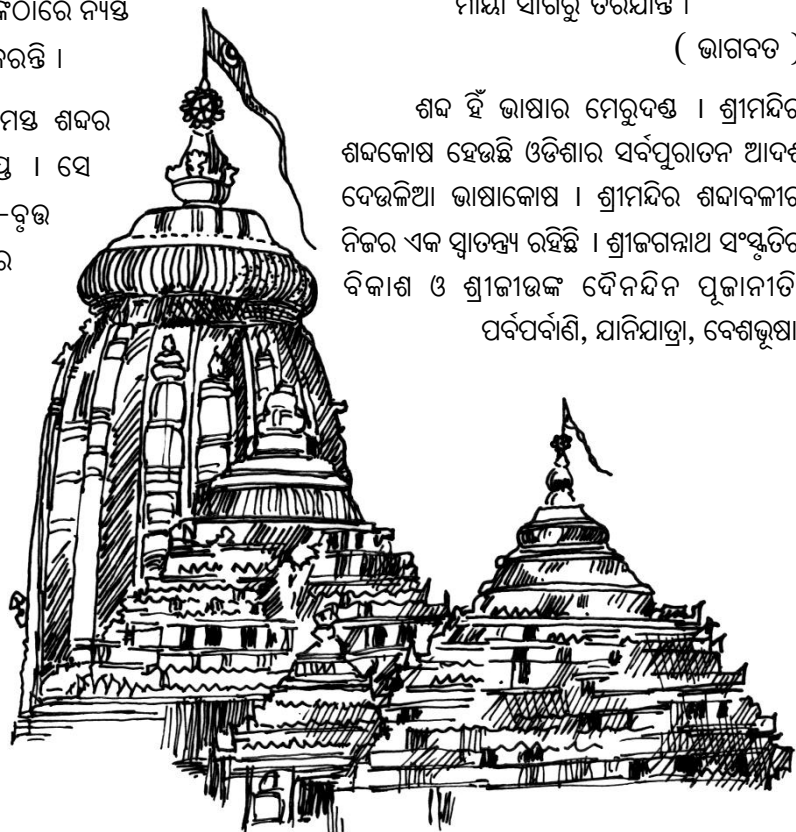 ଙ୍କଠାରେ ନ୍ୟସ୍ତ
କରନ୍ତି ।
ମସ୍ତ ଶବ୍ଦର
ସେ
-ବୃତ୍ତ
ମାୟା ସାଗରୁ ତରିଯାନ୍ତି ।
( ଭାଗବତ )
ଶବ୍ଦ ହିଁ ଭାଷାର ମେରୁଦଣ୍ଡ । ଶ୍ରୀମନ୍ଦିର
ଶବ୍ଦକୋଷ ହେଉଛି ଓଡିଶାର ସର୍ବପୁରାତନ ଆଦର୍ଶ
ଦେଉଳିଆ ଭାଷାକୋଷ । ଶ୍ରୀମନ୍ଦିର ଶବ୍ଦାବଳୀର
ନିଜର ଏକ ସ୍ୱାତନ୍ତ୍ର୍ୟ ରହିଛି । ଶ୍ରୀଜଗନ୍ନାଥ ସଂସ୍କୃତିର
ବିକାଶ ଓ ଶ୍ରୀଜୀଉଙ୍କ ଦୈନନ୍ଦିନ ପୂଜାନୀତି
ପର୍ବପର୍ବାଣି, ଯାନିଯାତ୍ରା, ବେଶଭୂଷା